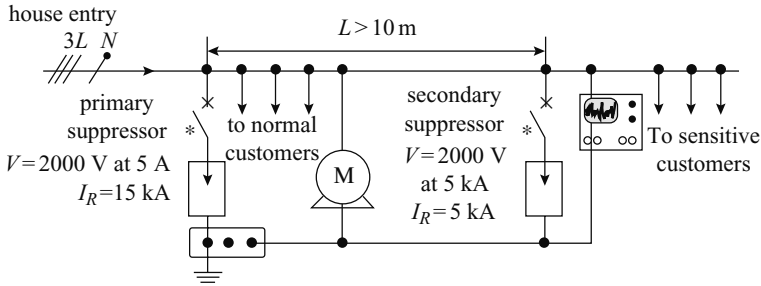 house entry
3L N
L > 10 m
primary
suppressor
V = 2000 V at 5 A
I_R = 15 kA
*
to normal
customers
M
secondary
suppressor
V = 2000 V
at 5 kA
I_R = 5 kA
*
To sensitive
customers